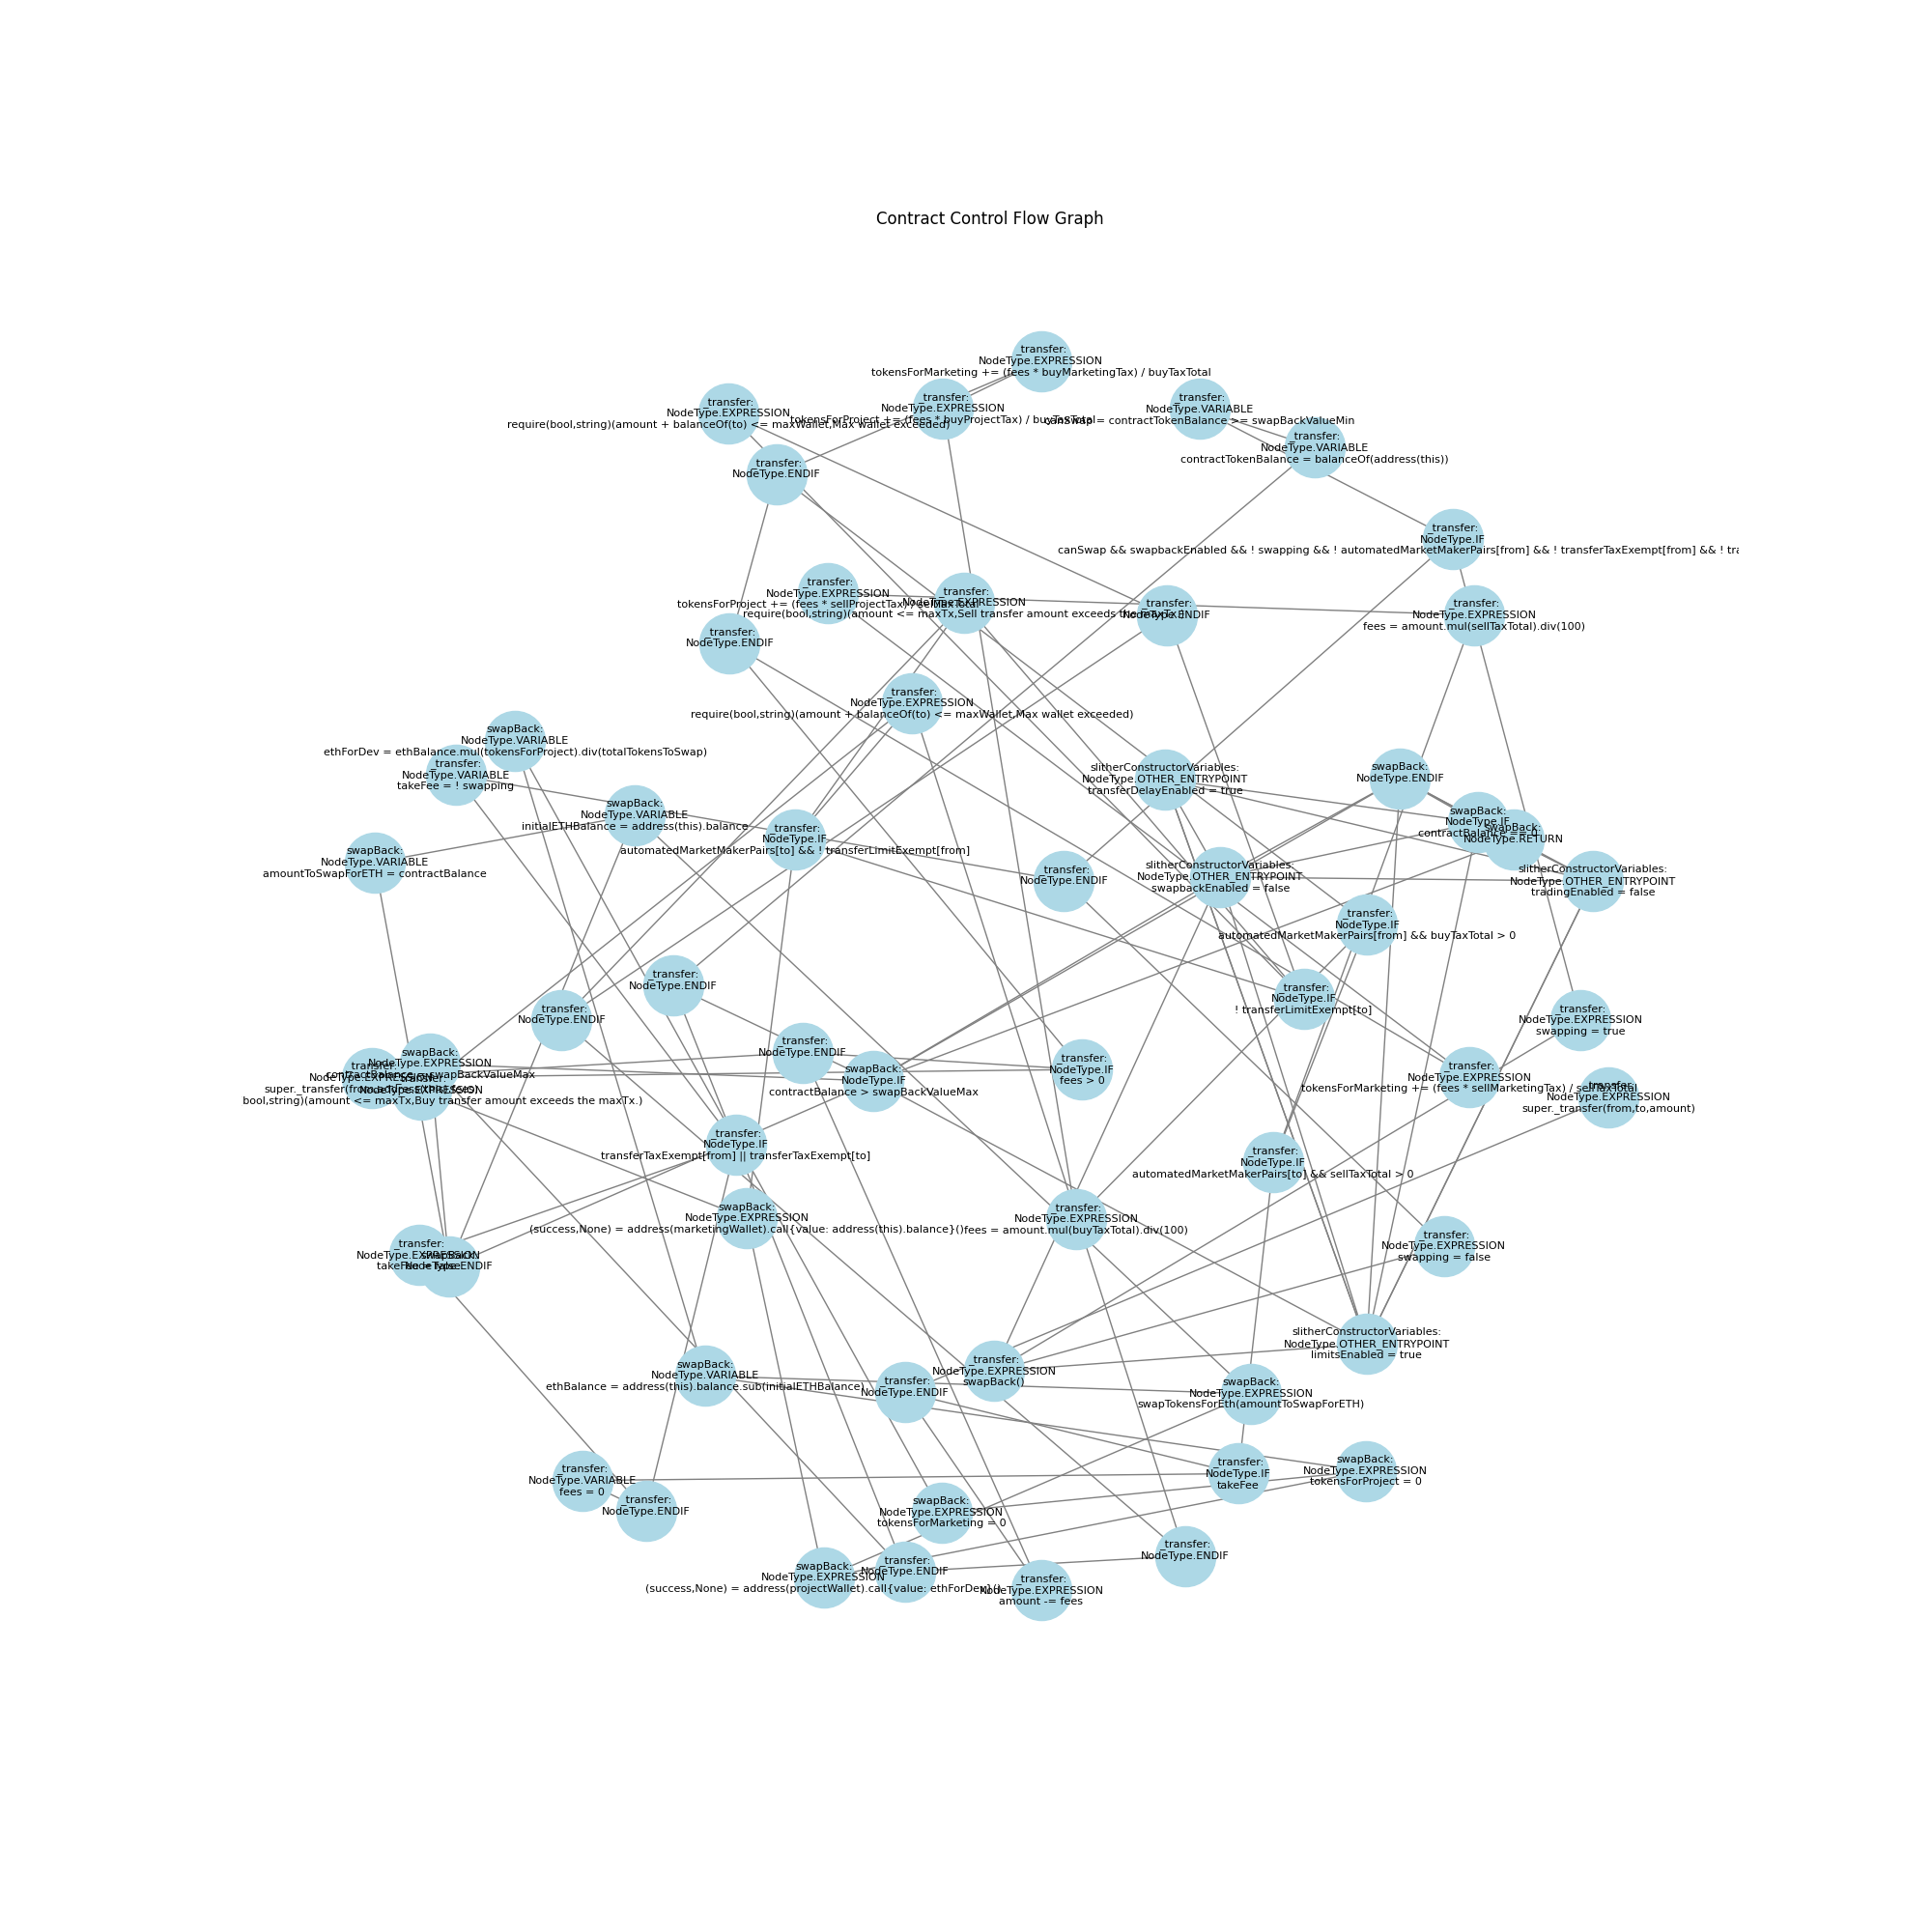 Contract Control Flow Graph
_transfer:
NodeType.EXPRESSION
tokensForMarketing += (fees * buyMarketingTax) / buyTaxTotal
_transfer:
NodeType.EXPRESSION
tokensForProject += (fees * buyProjectTax) / buyTaxTotal
_transfer:
NodeType.VARIABLE
canSwap = contractTokenBalance >= swapBackValueMin
_transfer:
NodeType.EXPRESSION
require(bool,string)(amount + balanceOf(to) <= maxWallet,Max wallet exceeded)
_transfer:
NodeType.VARIABLE
contractTokenBalance = balanceOf(address(this))
_transfer:
NodeType.ENDIF
_transfer:
NodeType.IF
canSwap && swapbackEnabled && ! swapping && ! automatedMarketMakerPairs[from] && ! transferTaxExempt[from] && ! tra
_transfer:
NodeType.EXPRESSION
tokensForProject += (fees * sellProjectTax) / sellTaxTotal
_transfer:
NodeType.EXPRESSION
require(bool,string)(amount <= maxTx,Sell transfer amount exceeds the maxTx.)
_transfer:
NodeType.ENDIF
_transfer:
NodeType.EXPRESSION
fees = amount.mul(sellTaxTotal).div(100)
_transfer:
NodeType.ENDIF
_transfer:
NodeType.EXPRESSION
require(bool,string)(amount + balanceOf(to) <= maxWallet,Max wallet exceeded)
swapBack:
NodeType.VARIABLE
ethForDev = ethBalance.mul(tokensForProject).div(totalTokensToSwap)
_transfer:
NodeType.VARIABLE
takeFee = ! swapping
slitherConstructorVariables:
NodeType.OTHER_ENTRYPOINT
transferDelayEnabled = true
swapBack:
NodeType.ENDIF
swapBack:
NodeType.VARIABLE
initialETHBalance = address(this).balance
swapBack:
NodeType.IF
contractBalance == 0
swapBack:
NodeType.RETURN
_transfer:
NodeType.IF
automatedMarketMakerPairs[to] && ! transferLimitExempt[from]
swapBack:
NodeType.VARIABLE
amountToSwapForETH = contractBalance
slitherConstructorVariables:
NodeType.OTHER_ENTRYPOINT
swapbackEnabled = false
_transfer:
NodeType.ENDIF
slitherConstructorVariables:
NodeType.OTHER_ENTRYPOINT
tradingEnabled = false
_transfer:
NodeType.IF
automatedMarketMakerPairs[from] && buyTaxTotal > 0
_transfer:
NodeType.ENDIF
_transfer:
NodeType.IF
! transferLimitExempt[to]
_transfer:
NodeType.ENDIF
_transfer:
NodeType.EXPRESSION
swapping = true
_transfer:
NodeType.ENDIF
swapBack:
NodeType.EXPRESSION
contractBalance = swapBackValueMax
_transfer:
NodeType.EXPRESSION
super._transfer(from,address(this),fees)
_transfer:
NodeType.EXPRESSION
bool,string)(amount <= maxTx,Buy transfer amount exceeds the maxTx.)
swapBack:
NodeType.IF
contractBalance > swapBackValueMax
_transfer:
NodeType.IF
fees > 0
_transfer:
NodeType.EXPRESSION
tokensForMarketing += (fees * sellMarketingTax) / sellTaxTotal
_transfer:
NodeType.EXPRESSION
super._transfer(from,to,amount)
_transfer:
NodeType.IF
transferTaxExempt[from] || transferTaxExempt[to]
_transfer:
NodeType.IF
automatedMarketMakerPairs[to] && sellTaxTotal > 0
swapBack:
NodeType.EXPRESSION
(success,None) = address(marketingWallet).call{value: address(this).balance}()
_transfer:
NodeType.EXPRESSION
fees = amount.mul(buyTaxTotal).div(100)
_transfer:
NodeType.EXPRESSION
swapping = false
_transfer:
NodeType.EXPRESSION
takeFee = false
swapBack:
NodeType.ENDIF
slitherConstructorVariables:
NodeType.OTHER_ENTRYPOINT
limitsEnabled = true
swapBack:
NodeType.VARIABLE
ethBalance = address(this).balance.sub(initialETHBalance)
_transfer:
NodeType.ENDIF
_transfer:
NodeType.EXPRESSION
swapBack()
swapBack:
NodeType.EXPRESSION
swapTokensForEth(amountToSwapForETH)
_transfer:
NodeType.VARIABLE
fees = 0
_transfer:
NodeType.ENDIF
_transfer:
NodeType.IF
takeFee
swapBack:
NodeType.EXPRESSION
tokensForProject = 0
swapBack:
NodeType.EXPRESSION
tokensForMarketing = 0
_transfer:
NodeType.ENDIF
swapBack:
NodeType.EXPRESSION
(success,None) = address(projectWallet).call{value: ethForDev}()
_transfer:
NodeType.ENDIF
_transfer:
NodeType.EXPRESSION
amount -= fees